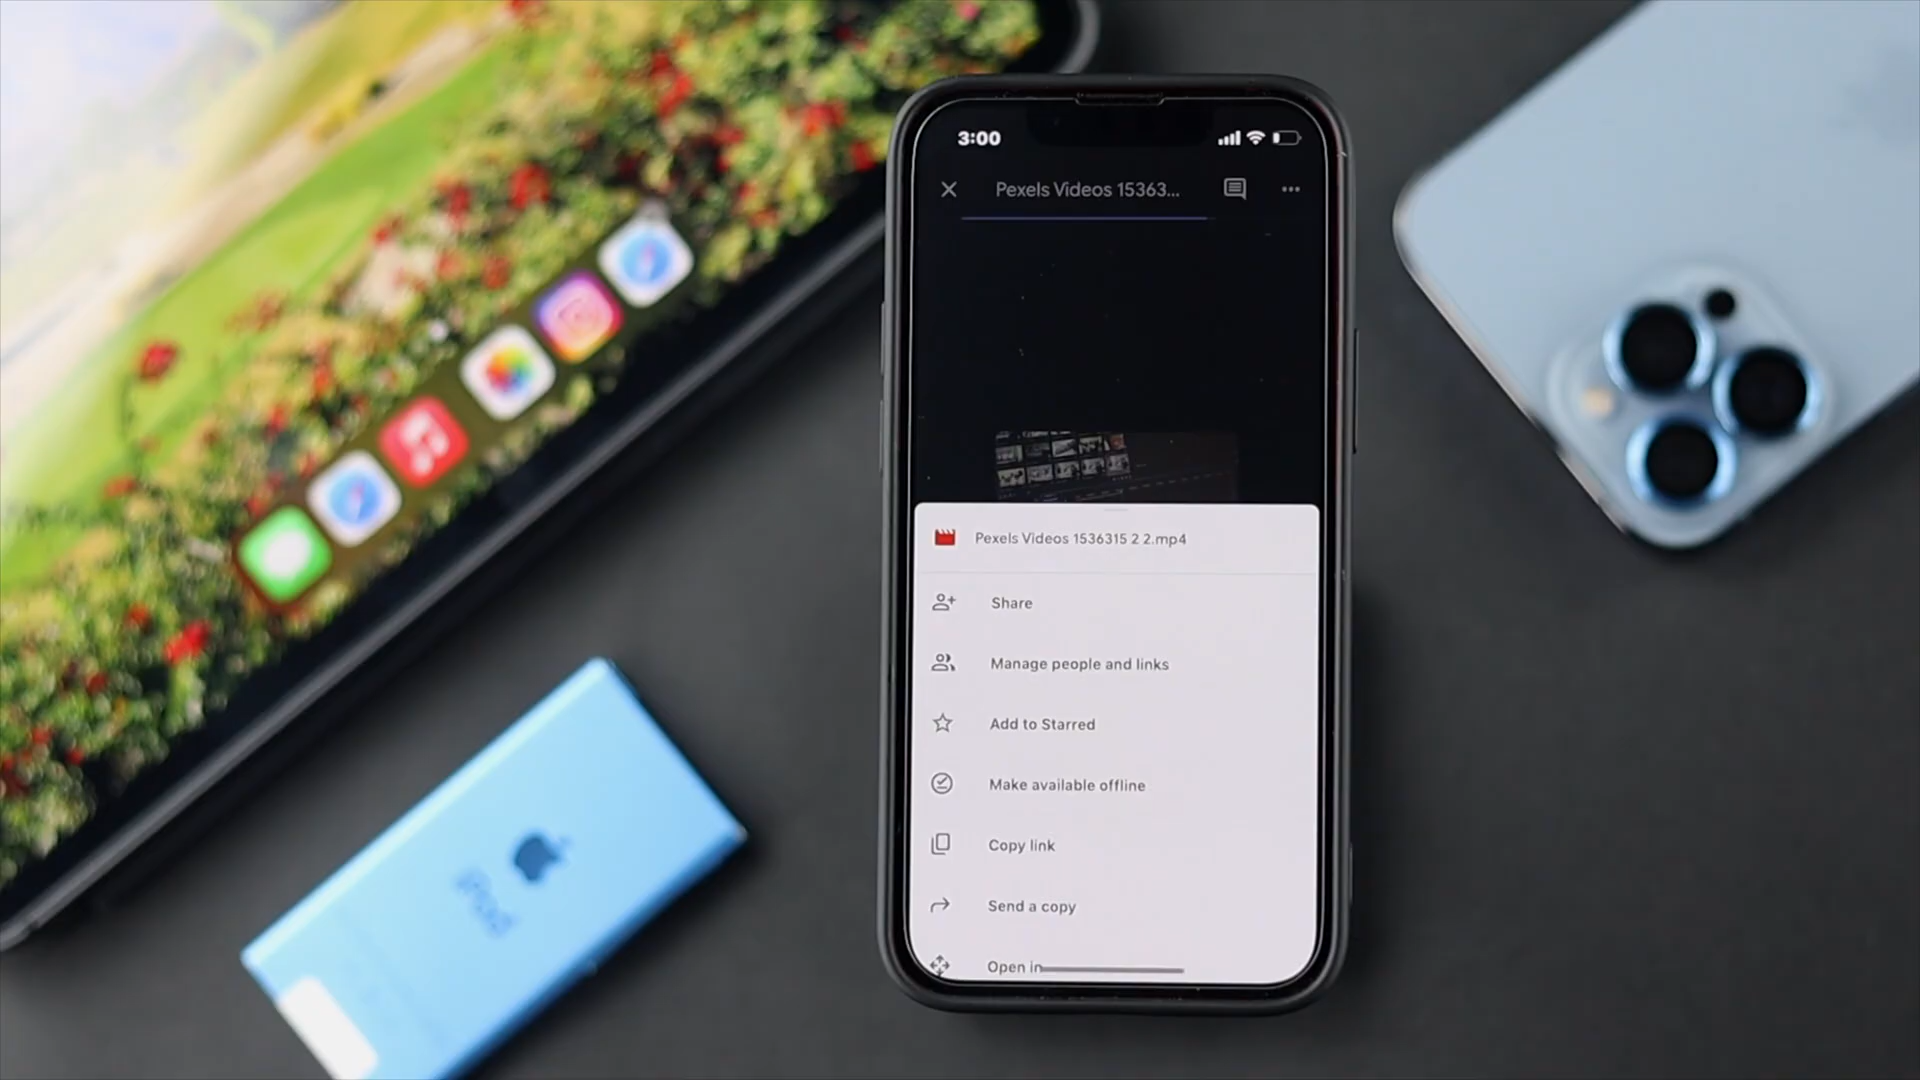 3:00
Pexels Videos 15363...
Pexels Videos 1536315 2 2.mp4
Share
Manage people and links
Add to Starred
Make available offline
Copy link
Send a copy
Open in
iPod